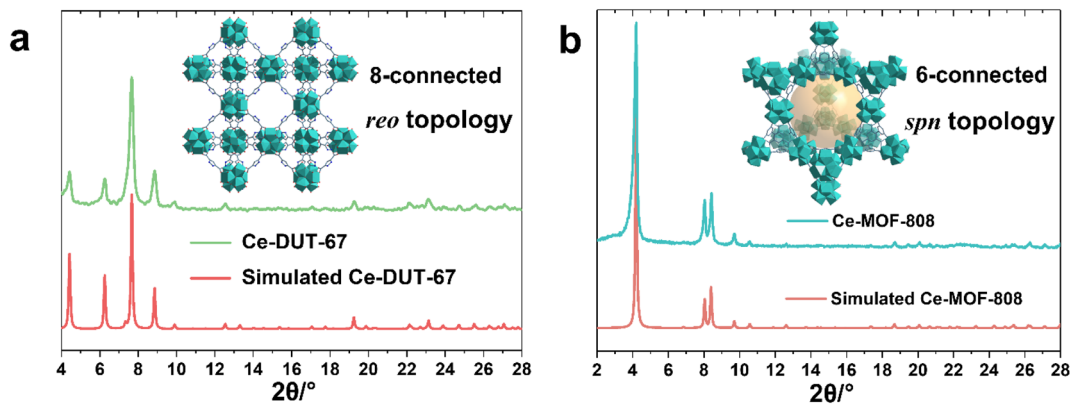 a
8-connected
reo topology
Ce-DUT-67
Simulated Ce-DUT-67
4 6 8 10 12 14 16 18 20 22 24 26 28
2θ/°
b
6-connected
spn topology
Ce-MOF-808
Simulated Ce-MOF-808
2 4 6 8 10 12 14 16 18 20 22 24 26 28
2θ/°